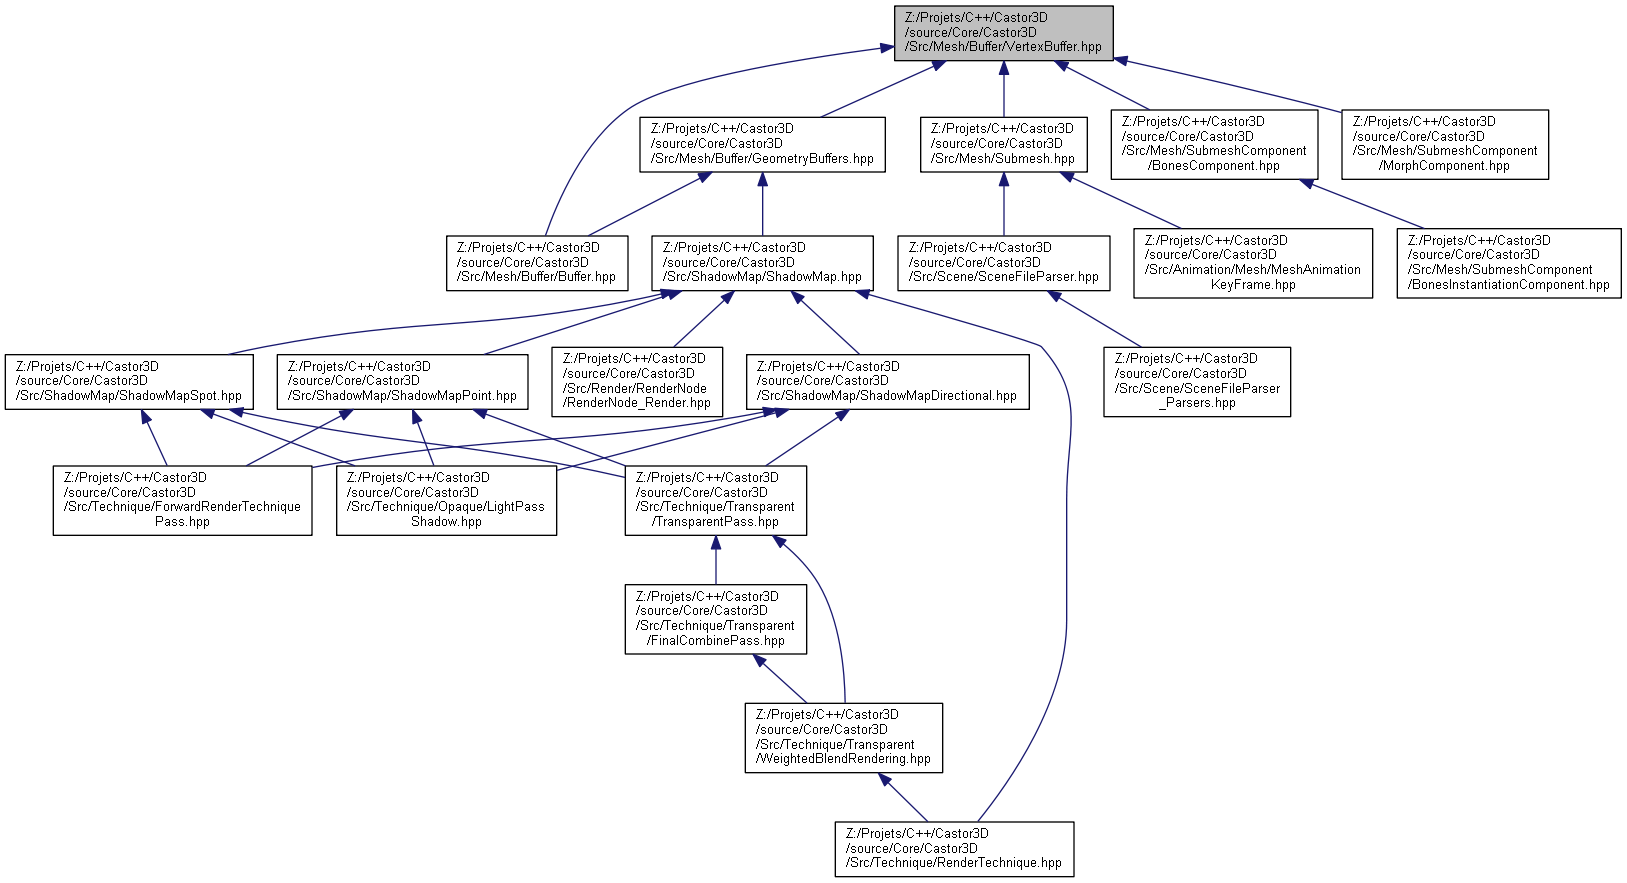 Z:/Projets/C++/Castor3D
/source/Core/Castor3D
/Src/Mesh/Buffer/VertexBuffer.hpp
Z:/Projets/C++/Castor3D
/source/Core/Castor3D
/Src/Mesh/Buffer/GeometryBuffers.hpp
Z:/Projets/C++/Castor3D
/source/Core/Castor3D
/Src/Mesh/Submesh.hpp
Z:/Projets/C++/Castor3D
/source/Core/Castor3D
/Src/Mesh/SubmeshComponent
/BonesComponent.hpp
Z:/Projets/C++/Castor3D
/source/Core/Castor3D
/Src/Mesh/SubmeshComponent
/MorphComponent.hpp
Z:/Projets/C++/Castor3D
/source/Core/Castor3D
/Src/Mesh/Buffer/Buffer.hpp
Z:/Projets/C++/Castor3D
/source/Core/Castor3D
/Src/ShadowMap/ShadowMap.hpp
Z:/Projets/C++/Castor3D
/source/Core/Castor3D
/Src/Scene/SceneFileParser.hpp
Z:/Projets/C++/Castor3D
/source/Core/Castor3D
/Src/Animation/Mesh/MeshAnimation
KeyFrame.hpp
Z:/Projets/C++/Castor3D
/source/Core/Castor3D
/Src/Mesh/SubmeshComponent
/BonesInstantiationComponent.hpp
Z:/Projets/C++/Castor3D
/source/Core/Castor3D
/Src/ShadowMap/ShadowMapSpot.hpp
Z:/Projets/C++/Castor3D
/source/Core/Castor3D
/Src/ShadowMap/ShadowMapPoint.hpp
Z:/Projets/C++/Castor3D
/source/Core/Castor3D
/Src/Render/RenderNode
/RenderNode_Render.hpp
Z:/Projets/C++/Castor3D
/source/Core/Castor3D
/Src/ShadowMap/ShadowMapDirectional.hpp
Z:/Projets/C++/Castor3D
/source/Core/Castor3D
/Src/Scene/SceneFileParser
_Parsers.hpp
Z:/Projets/C++/Castor3D
/source/Core/Castor3D
/Src/Technique/ForwardRenderTechnique
Pass.hpp
Z:/Projets/C++/Castor3D
/source/Core/Castor3D
/Src/Technique/Opaque/LightPass
Shadow.hpp
Z:/Projets/C++/Castor3D
/source/Core/Castor3D
/Src/Technique/Transparent
/TransparentPass.hpp
Z:/Projets/C++/Castor3D
/source/Core/Castor3D
/Src/Technique/Transparent
/FinalCombinePass.hpp
Z:/Projets/C++/Castor3D
/source/Core/Castor3D
/Src/Technique/Transparent
/WeightedBlendRendering.hpp
Z:/Projets/C++/Castor3D
/source/Core/Castor3D
/Src/Technique/RenderTechnique.hpp